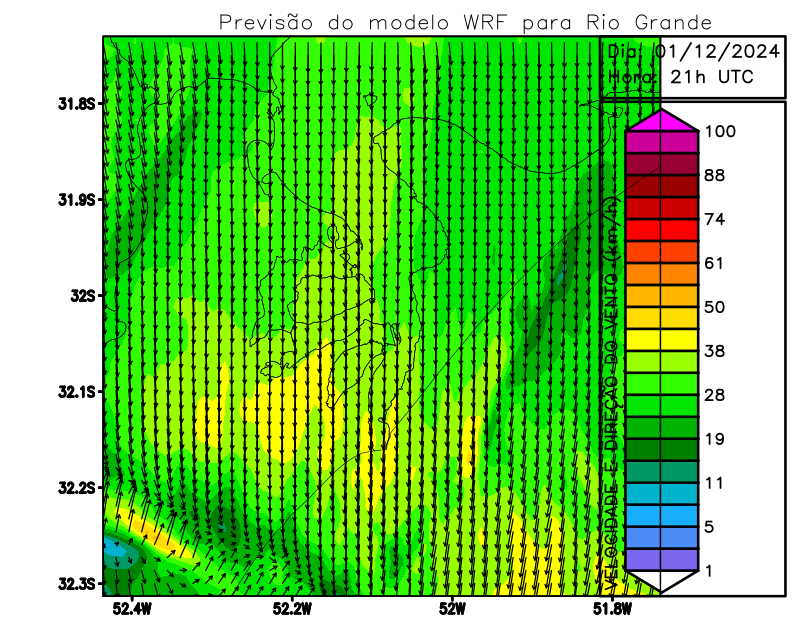 Previsão do modelo WRF para Rio Grande
Dia: 01/12/2024
Hora: 21h UTC
31.8S
31.9S
32S
32.1S
32.2S
32.3S
52.4W
52.2W
52W
51.8W
VELOCIDADE E DIREÇÃO DO VENTO (km/h)
100
88
74
61
50
38
28
19
11
5
1